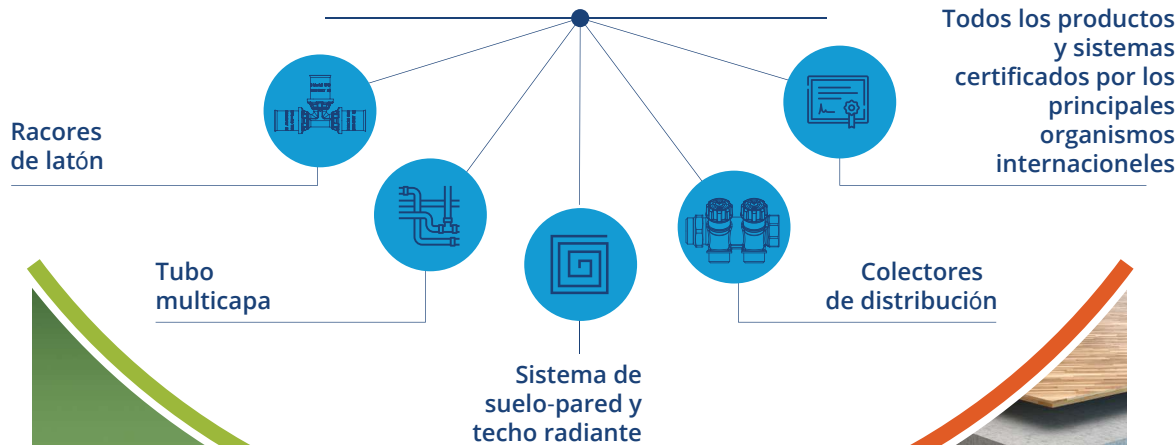 Racores
de latón
Tubo
multicapa
Sistema de
suelo-pared y
techo radiante
Colectores
de distribución
Todos los productos
y sistemas
certificados por los
principales
organismos
internacioneles